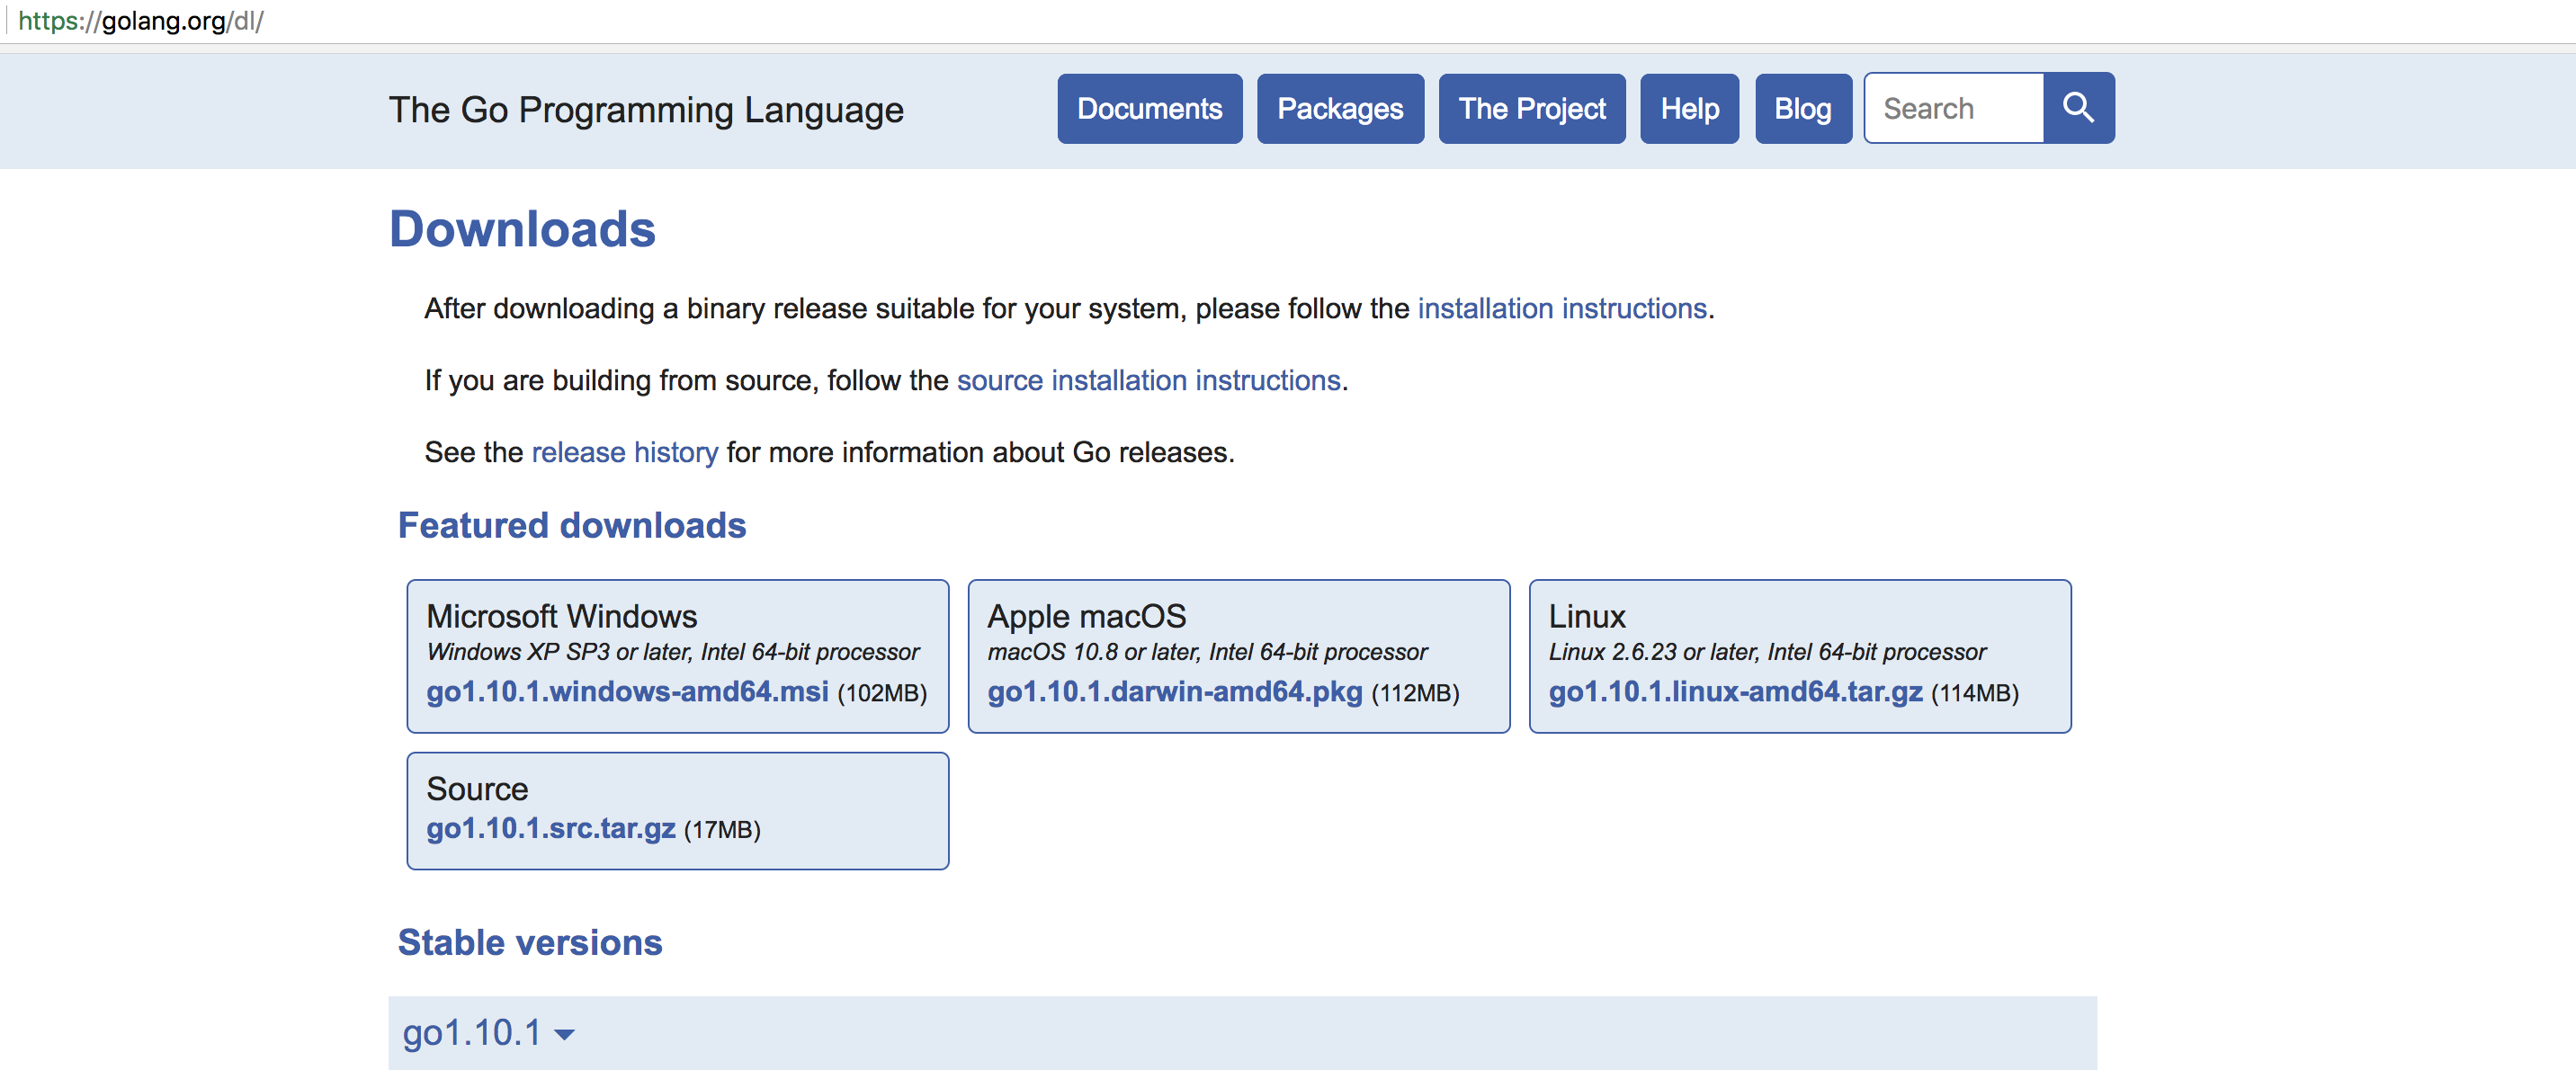 https://golang.org/dl/
The Go Programming Language
Documents Packages The Project Help Blog Search
Downloads
After downloading a binary release suitable for your system, please follow the installation instructions.
If you are building from source, follow the source installation instructions.
See the release history for more information about Go releases.
Featured downloads
Microsoft Windows
Windows XP SP3 or later, Intel 64-bit processor
go1.10.1.windows-amd64.msi (102MB)
Apple macOS
macOS 10.8 or later, Intel 64-bit processor
go1.10.1.darwin-amd64.pkg (112MB)
Linux
Linux 2.6.23 or later, Intel 64-bit processor
go1.10.1.linux-amd64.tar.gz (114MB)
Source
go1.10.1.src.tar.gz (17MB)
Stable versions
go1.10.1